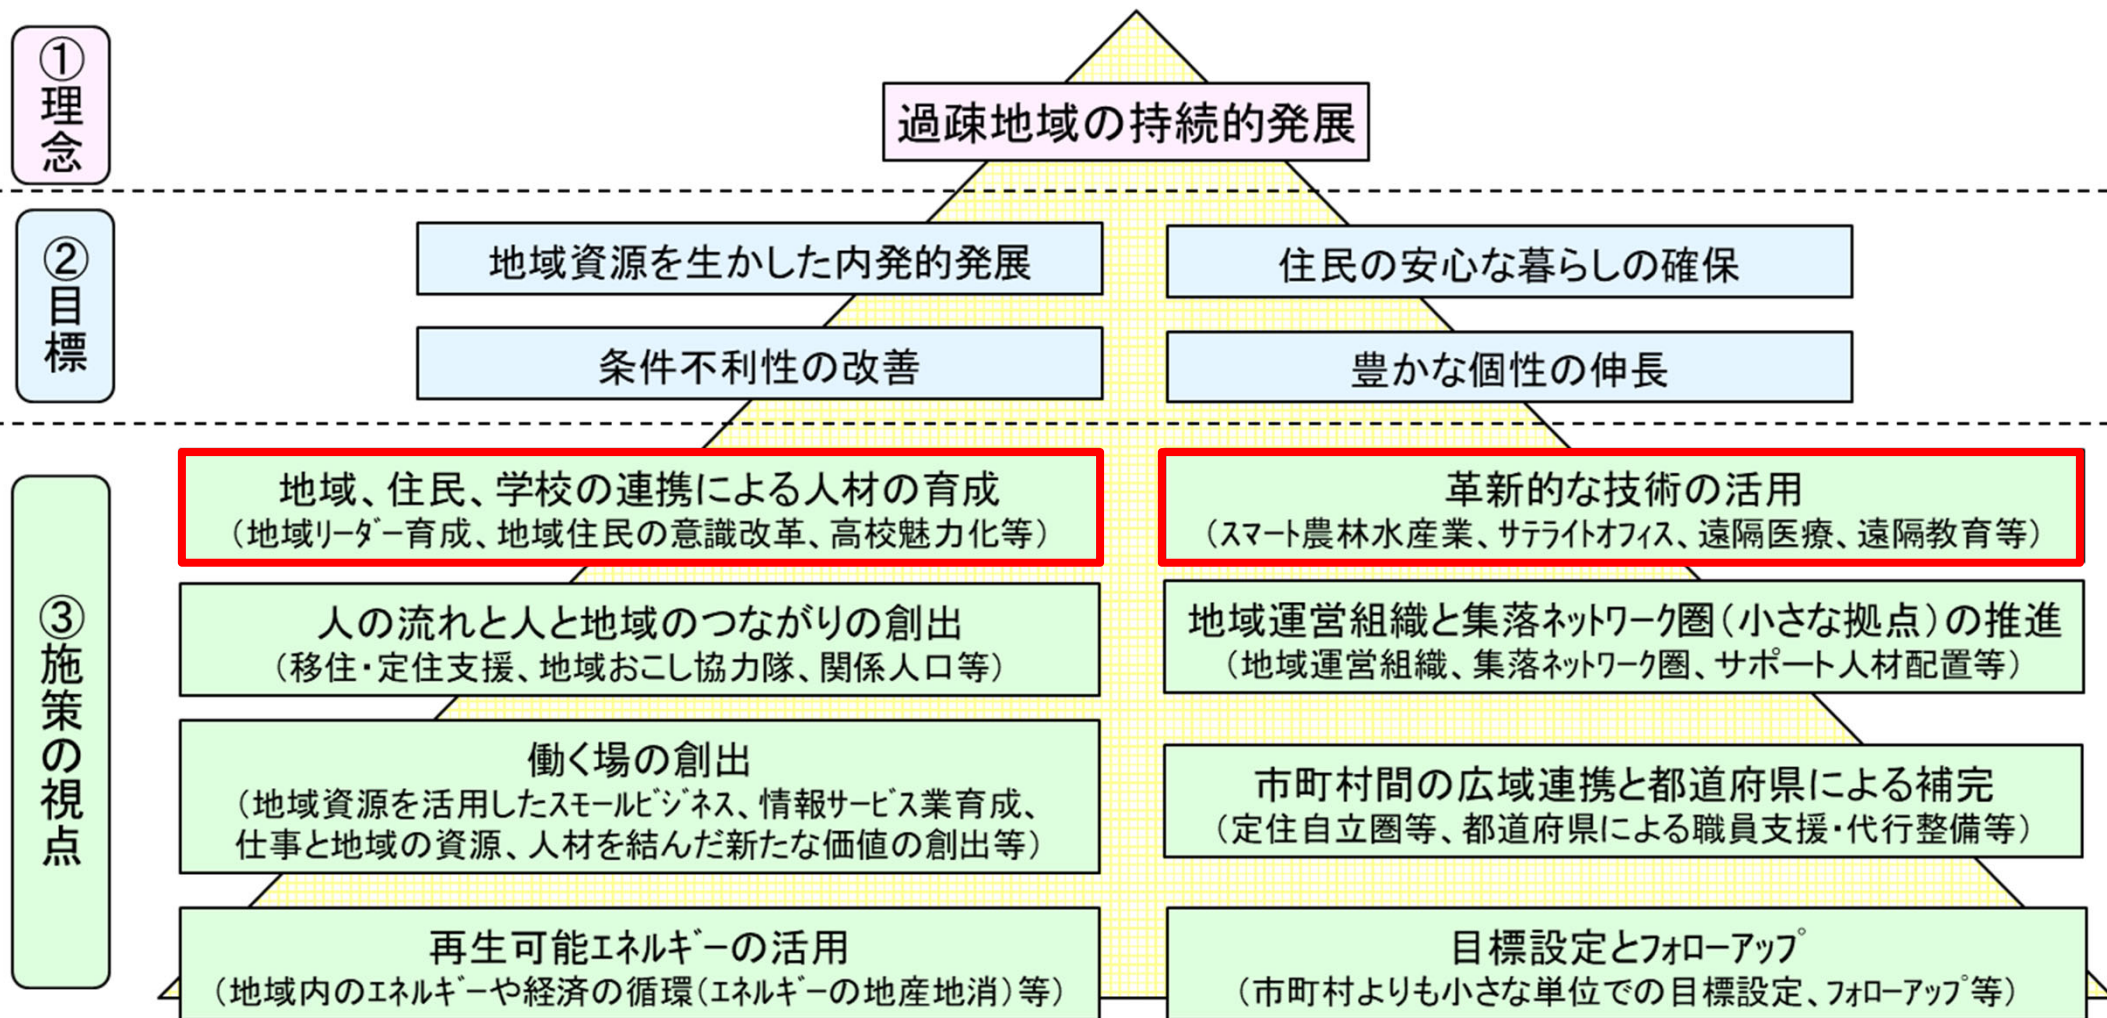 ①理念
過疎地域の持続的発展
②目標
地域資源を生かした内発的発展
住民の安心な暮らしの確保
条件不利性の改善
豊かな個性の伸長
③施策の視点
地域、住民、学校の連携による人材の育成
（地域ﾘｰﾀﾞｰ育成、地域住民の意識改革、高校魅力化等）
革新的な技術の活用
（ｽﾏｰﾄ農林水産業、ｻﾃﾗｲﾄｵﾌｨｽ、遠隔医療、遠隔教育等）
人の流れと人と地域のつながりの創出
（移住・定住支援、地域おこし協力隊、関係人口等）
地域運営組織と集落ﾈｯﾄﾜｰｸ圏（小さな拠点）の推進
（地域運営組織、集落ﾈｯﾄﾜｰｸ圏、サポート人材配置等）
働く場の創出
（地域資源を活用したｽﾓｰﾙﾋﾞｼﾞﾈｽ、情報サービス業育成、
仕事と地域の資源、人材を結んだ新たな価値の創出等）
市町村間の広域連携と都道府県による補完
（定住自立圏等、都道府県による職員支援・代行整備等）
再生可能ｴﾈﾙｷﾞｰの活用
（地域内のｴﾈﾙｷﾞｰや経済の循環（ｴﾈﾙｷﾞｰの地産地消）等）
目標設定とﾌｫﾛｰｱｯﾌﾟ
（市町村よりも小さな単位での目標設定、ﾌｫﾛｰｱｯﾌﾟ等）